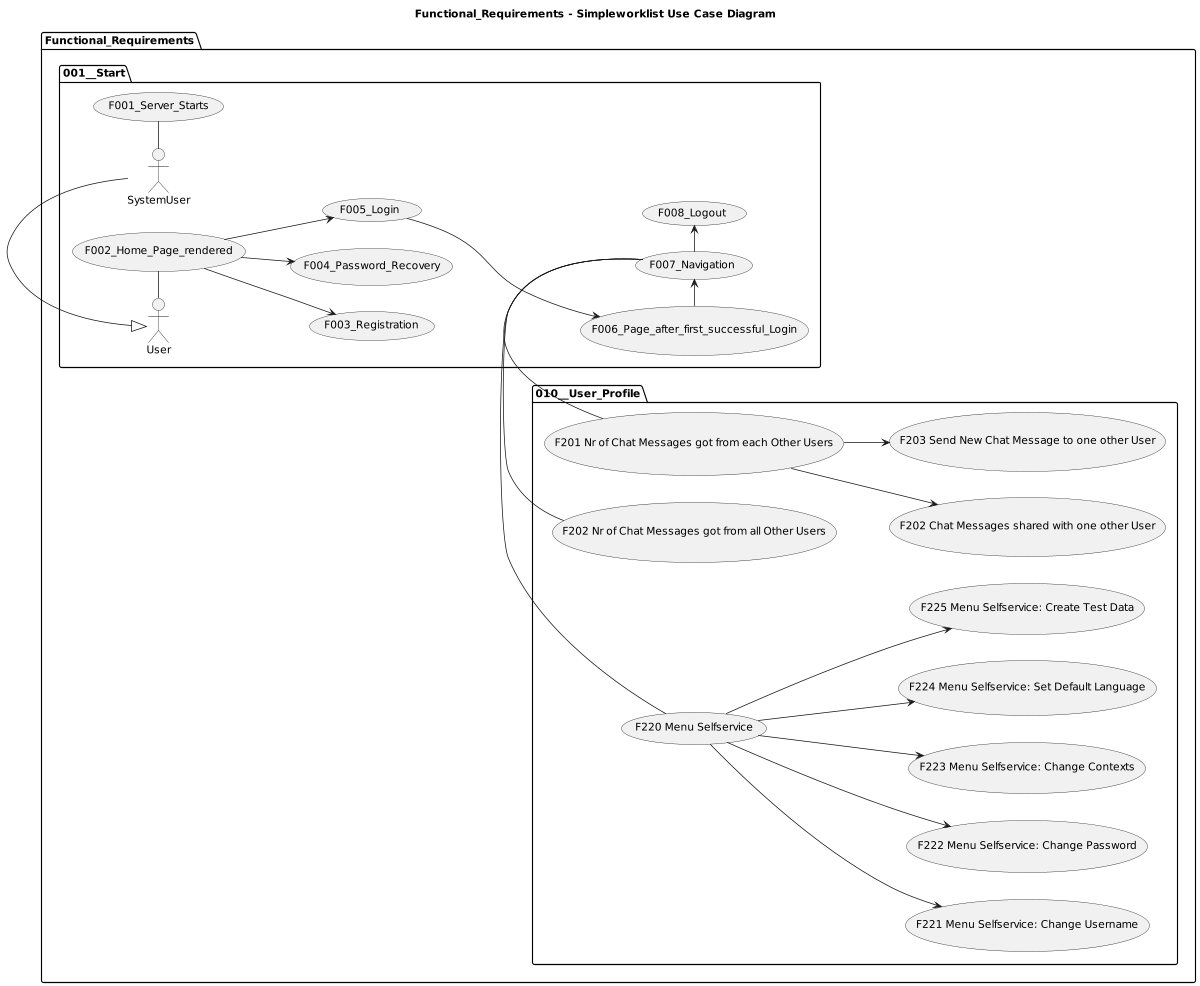 Functional_Requirements - Simpleworklist Use Case Diagram
Functional_Requirements
001__Start
F001_Server_Starts
SystemUser
F005_Login
F008_Logout
F002_Home_Page_rendered
F004_Password_Recovery
F007_Navigation
F003_Registration
F006_Page_after_first_successful_Login
User
010__User_Profile
F201 Nr of Chat Messages got from each Other Users
F203 Send New Chat Message to one other User
F202 Chat Messages shared with one other User
F202 Nr of Chat Messages got from all Other Users
F225 Menu Selfservice: Create Test Data
F224 Menu Selfservice: Set Default Language
F220 Menu Selfservice
F223 Menu Selfservice: Change Contexts
F222 Menu Selfservice: Change Password
F221 Menu Selfservice: Change Username